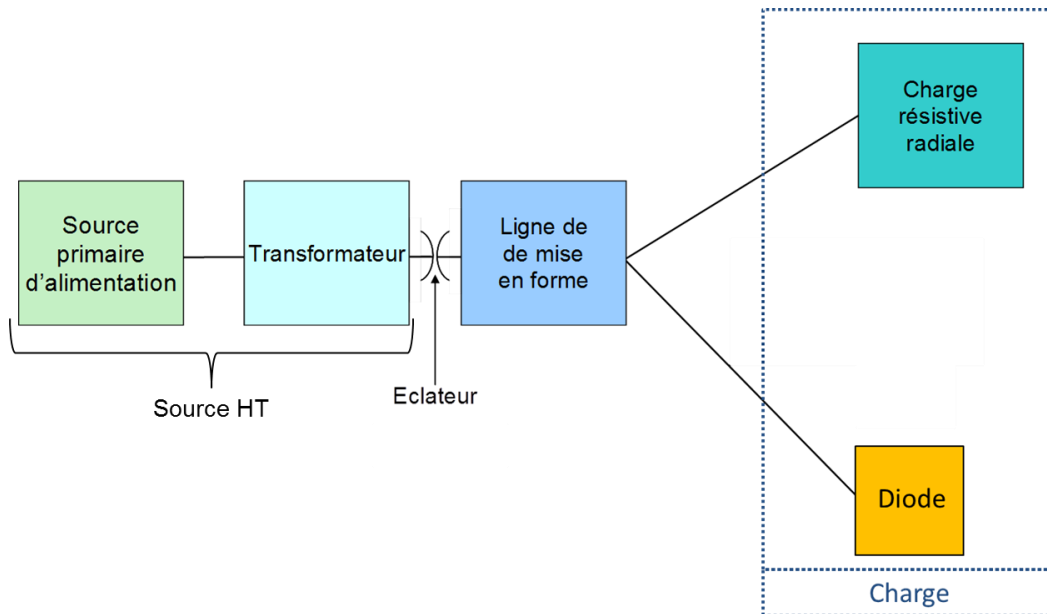 Source
primaire
d'alimentation
Transformateur
Ligne de
de mise
en forme
Charge
résistive
radiale
Source HT
Eclateur
Diode
Charge